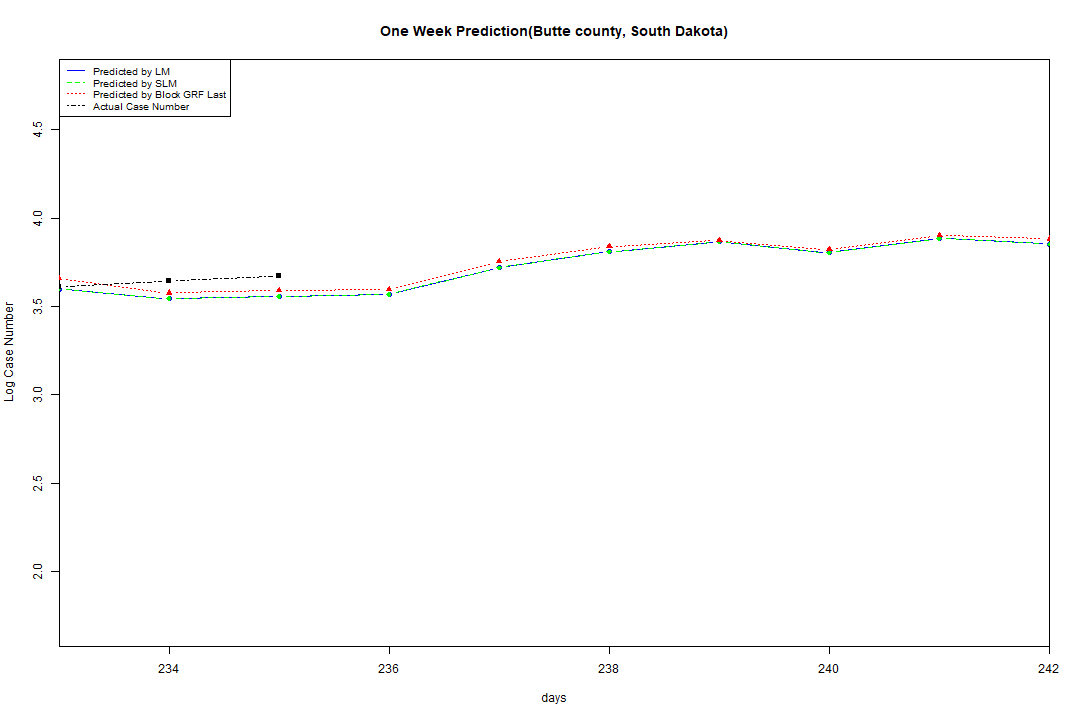 One Week Prediction(Butte county, South Dakota)
Predicted by LM
Predicted by SLM
Predicted by Block GRF Last
Actual Case Number
4.5
4.0
3.5
3.0
2.5
2.0
Log Case Number
234 236 238 240 242
days